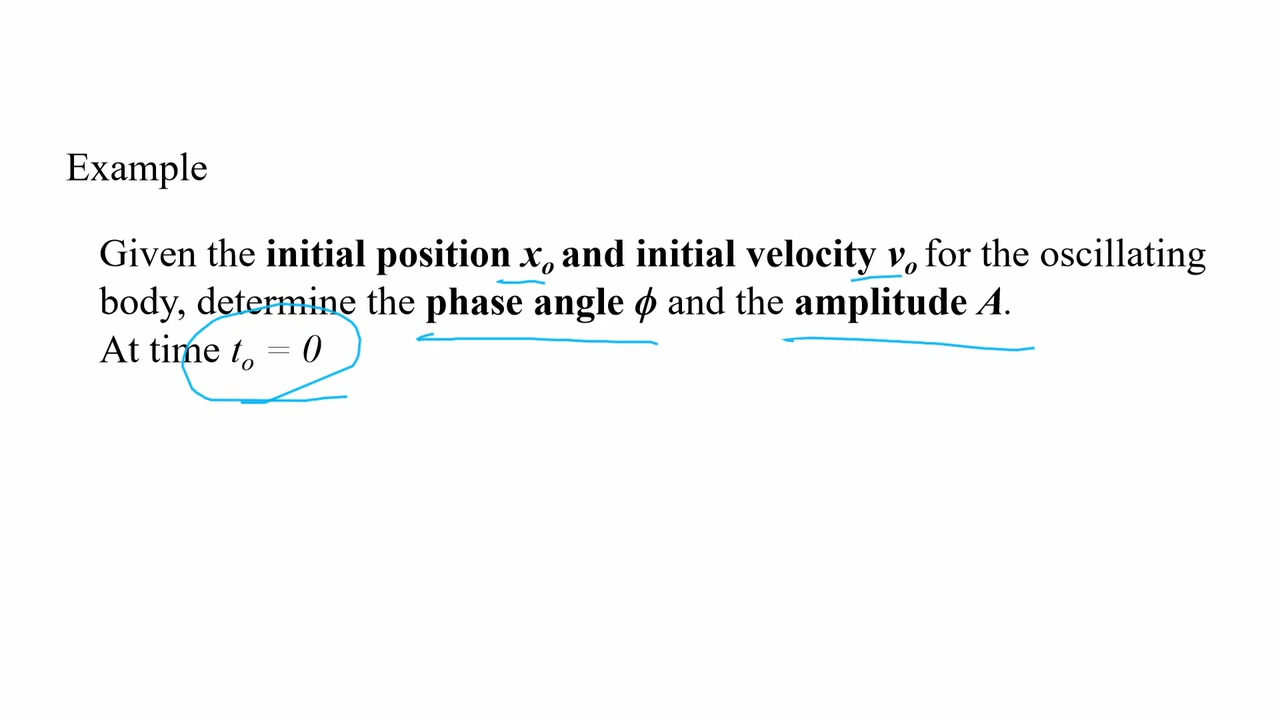 Example
Given the initial position xₒ and initial velocity vₒ for the oscillating
body, determine the phase angle ϕ and the amplitude A.
At time tₒ = 0